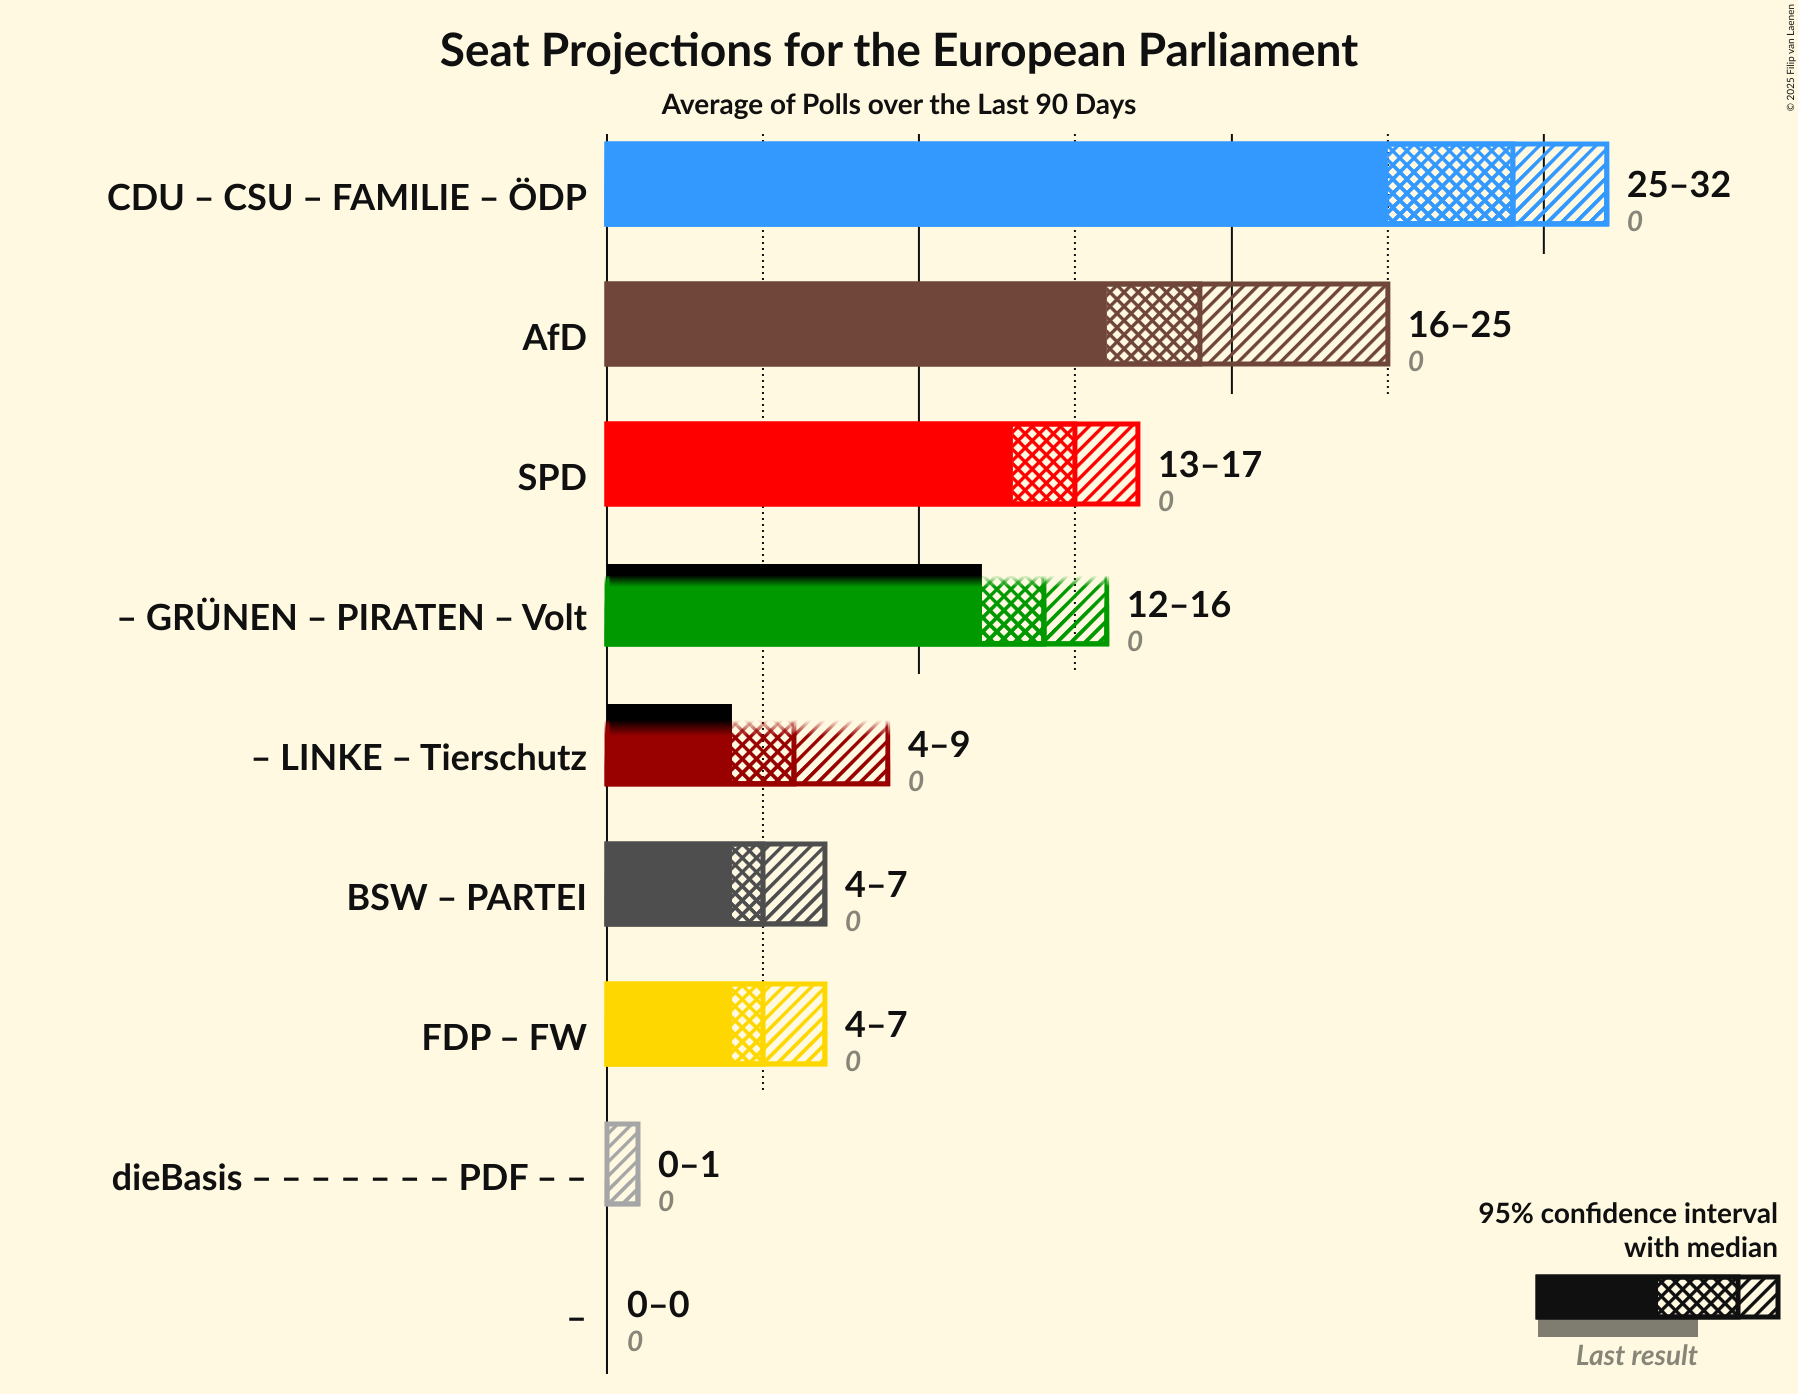 Seat Projections for the European Parliament
Average of Polls over the Last 90 Days
© 2025 Filip van Laenen
CDU – CSU – FAMILIE – ÖDP
25–32
0
AfD
16–25
0
SPD
13–17
0
– GRÜNEN – PIRATEN – Volt
12–16
0
– LINKE – Tierschutz
4–9
0
BSW – PARTEI
4–7
0
FDP – FW
4–7
0
dieBasis – – – – – – – PDF – –
0–1
0
–
0–0
0
95% confidence interval
with median
Last result